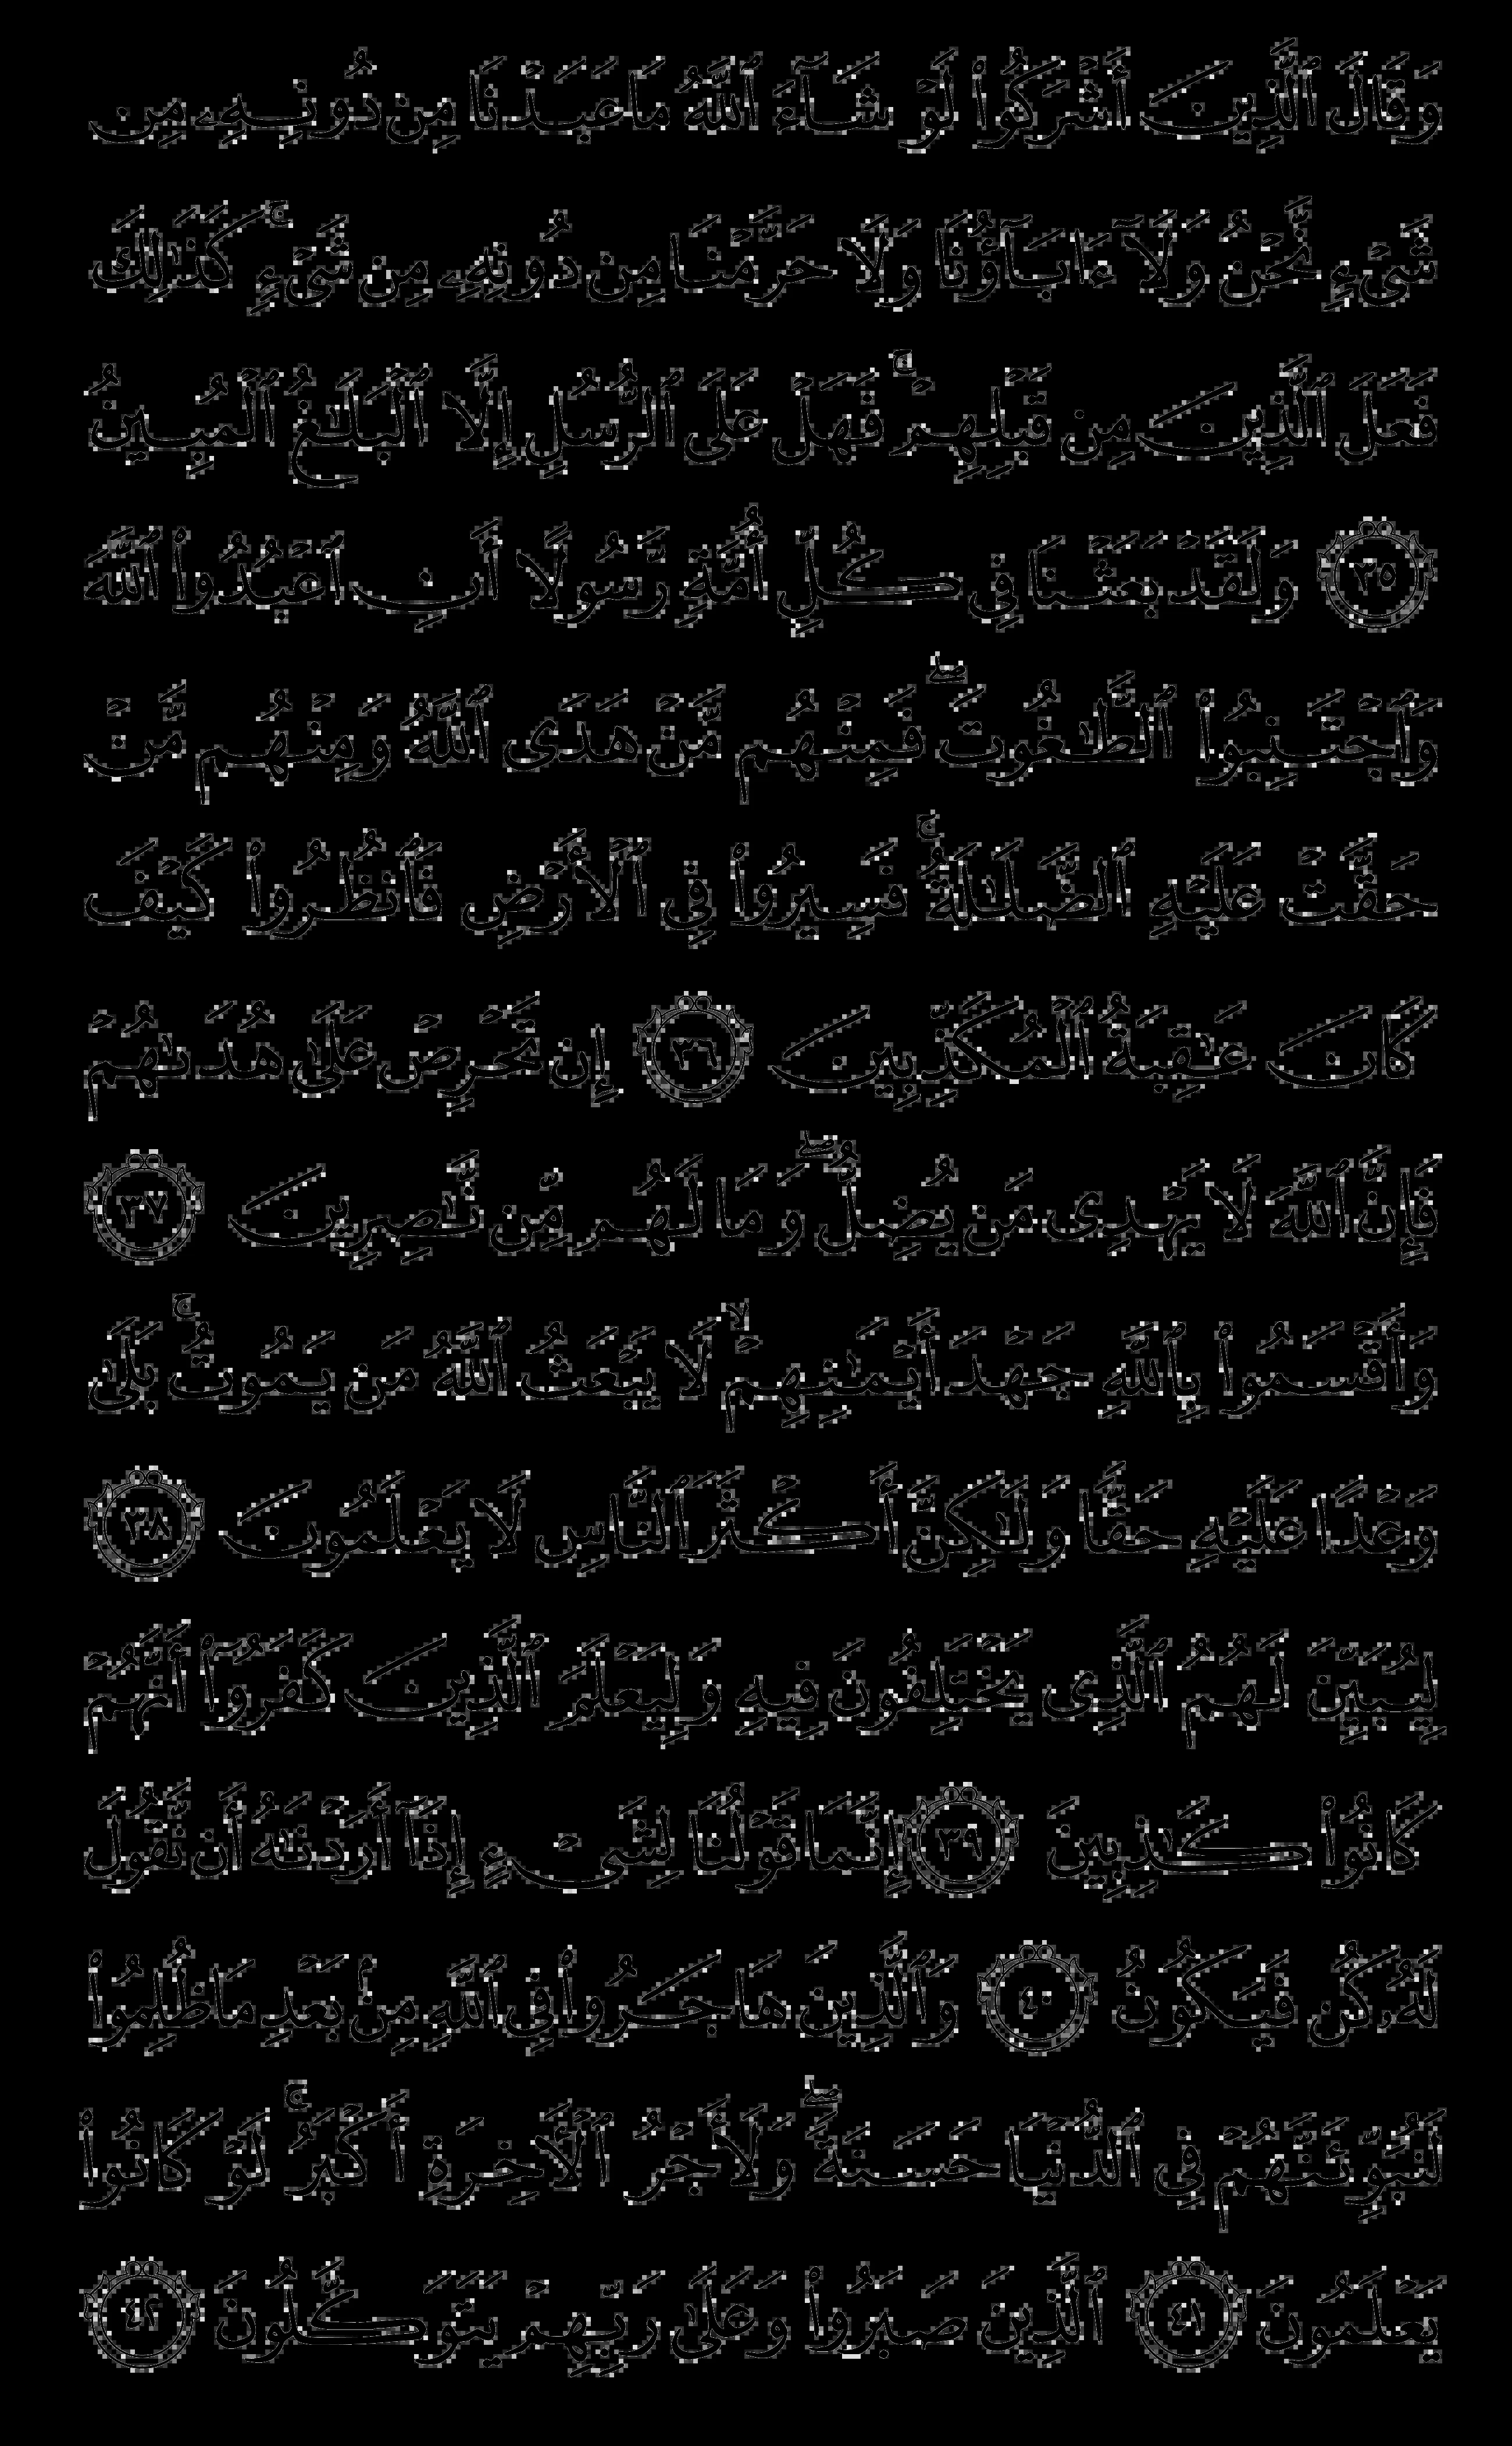 وَقَالَ ٱلَّذِينَ أَشْرَكُوا۟ لَوْ شَآءَ ٱللَّهُ مَا عَبَدْنَا مِن دُونِهِۦ مِن
شَىْءٍ نَّحْنُ وَلَآ ءَابَآؤُنَا وَلَا حَرَّمْنَا مِن دُونِهِۦ مِن شَىْءٍ ۚ كَذَٰلِكَ
فَعَلَ ٱلَّذِينَ مِن قَبْلِهِمْ ۚ فَهَلْ عَلَى ٱلرُّسُلِ إِلَّا ٱلْبَلَـٰغُ ٱلْمُبِينُ
٣٥ وَلَقَدْ بَعَثْنَا فِى كُلِّ أُمَّةٍ رَّسُولًا أَنِ ٱعْبُدُوا۟ ٱللَّهَ
وَٱجْتَنِبُوا۟ ٱلطَّـٰغُوتَ ۖ فَمِنْهُم مَّنْ هَدَى ٱللَّهُ وَمِنْهُم مَّنْ
حَقَّتْ عَلَيْهِ ٱلضَّلَـٰلَةُ ۚ فَسِيرُوا۟ فِى ٱلْأَرْضِ فَٱنظُرُوا۟ كَيْفَ
كَانَ عَـٰقِبَةُ ٱلْمُكَذِّبِينَ ٣٦ إِن تَحْرِصْ عَلَىٰ هُدَىٰهُمْ
فَإِنَّ ٱللَّهَ لَا يَهْدِى مَن يُضِلُّ ۖ وَمَا لَهُم مِّن نَّـٰصِرِينَ ٣٧
وَأَقْسَمُوا۟ بِٱللَّهِ جَهْدَ أَيْمَـٰنِهِمْ ۙ لَا يَبْعَثُ ٱللَّهُ مَن يَمُوتُ ۚ بَلَىٰ
وَعْدًا عَلَيْهِ حَقًّا وَلَـٰكِنَّ أَكْثَرَ ٱلنَّاسِ لَا يَعْلَمُونَ ٣٨
لِيُبَيِّنَ لَهُمُ ٱلَّذِى يَخْتَلِفُونَ فِيهِ وَلِيَعْلَمَ ٱلَّذِينَ كَفَرُوٓا۟ أَنَّهُمْ
كَانُوا۟ كَـٰذِبِينَ ٣٩ إِنَّمَا قَوْلُنَا لِشَىْءٍ إِذَآ أَرَدْنَـٰهُ أَن نَّقُولَ
لَهُۥ كُن فَيَكُونُ ٤٠ وَٱلَّذِينَ هَاجَرُوا۟ فِى ٱللَّهِ مِنۢ بَعْدِ مَا ظُلِمُوا۟
لَنُبَوِّئَنَّهُمْ فِى ٱلدُّنْيَا حَسَنَةً ۖ وَلَأَجْرُ ٱلْـَٔاخِرَةِ أَكْبَرُ ۚ لَوْ كَانُوا۟
يَعْلَمُونَ ٤١ ٱلَّذِينَ صَبَرُوا۟ وَعَلَىٰ رَبِّهِمْ يَتَوَكَّلُونَ ٤٢